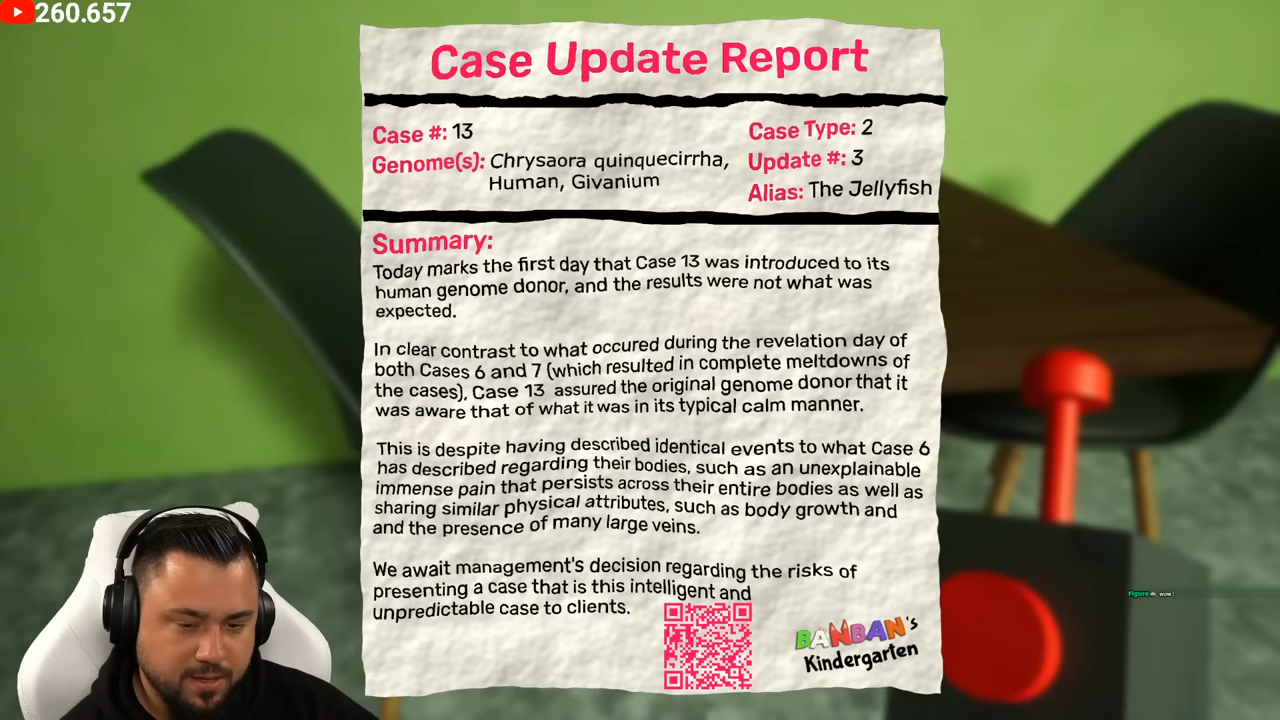 260.657
Case Update Report
Case #: 13
Case Type: 2
Genome(s): Chrysaora quinquecirrha,
Human, Givanium
Update #: 3
Alias: The Jellyfish
Summary:
Today marks the first day that Case 13 was introduced to its
human genome donor, and the results were not what was
expected.
In clear contrast to what occured during the revelation day of
both Cases 6 and 7 (which resulted in complete meltdowns of
the cases), Case 13 assured the original genome donor that it
was aware that of what it was in its typical calm manner.
This is despite having described identical events to what Case 6
has described regarding their bodies, such as an unexplainable
immense pain that persists across their entire bodies as well as
sharing similar physical attributes, such as body growth and
and the presence of many large veins.
We await management's decision regarding the risks of
presenting a case that is this intelligent and
unpredictable case to clients.
BANBAN's
Kindergarten
Figure wow!